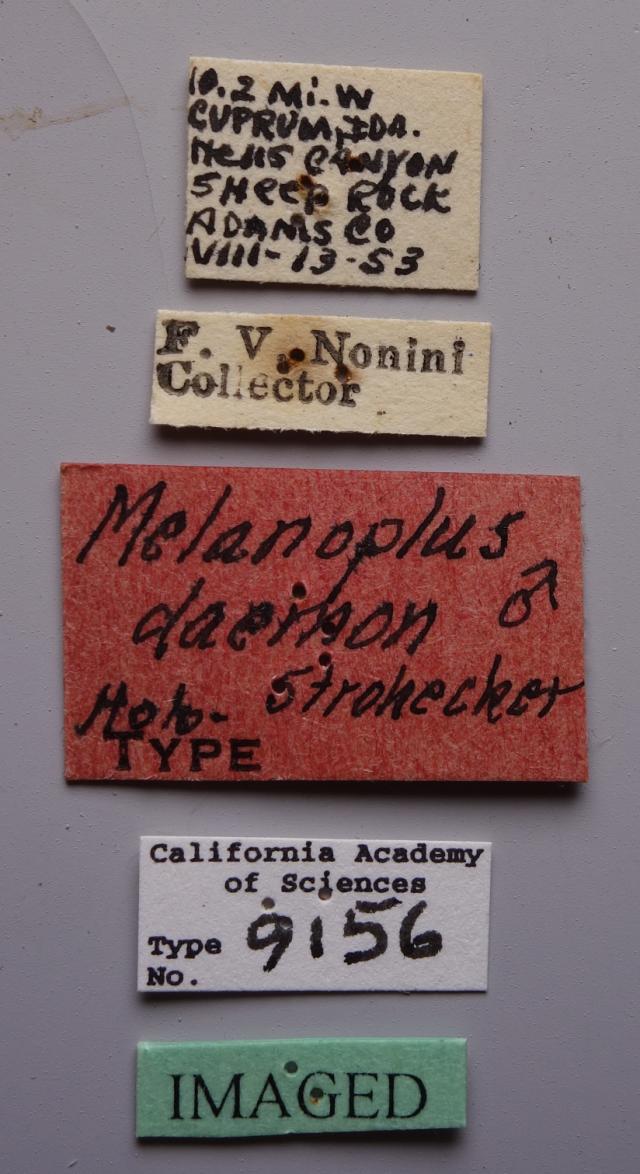 10.2 Mi. W
CUPRUM, IDA.
Hells CANYON
SHeep ROCK
ADAMS CO
VIII-13-53
F. V. Nonini
Collector
Melanoplus
daemon ♂
Strohecker
Holo-
TYPE
California Academy
of Sciences
Type 9156
No.
IMAGED